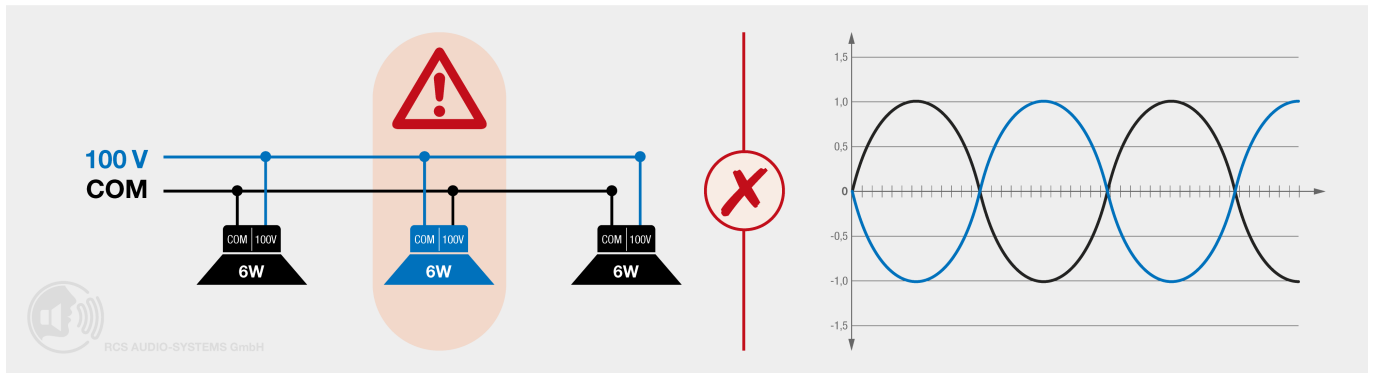 100 V
COM
COM 100V
6W
COM 100V
6W
COM 100V
6W
RCS AUDIO-SYSTEMS GmbH
1,5
1,0
0,5
0
-0,5
-1,0
-1,5